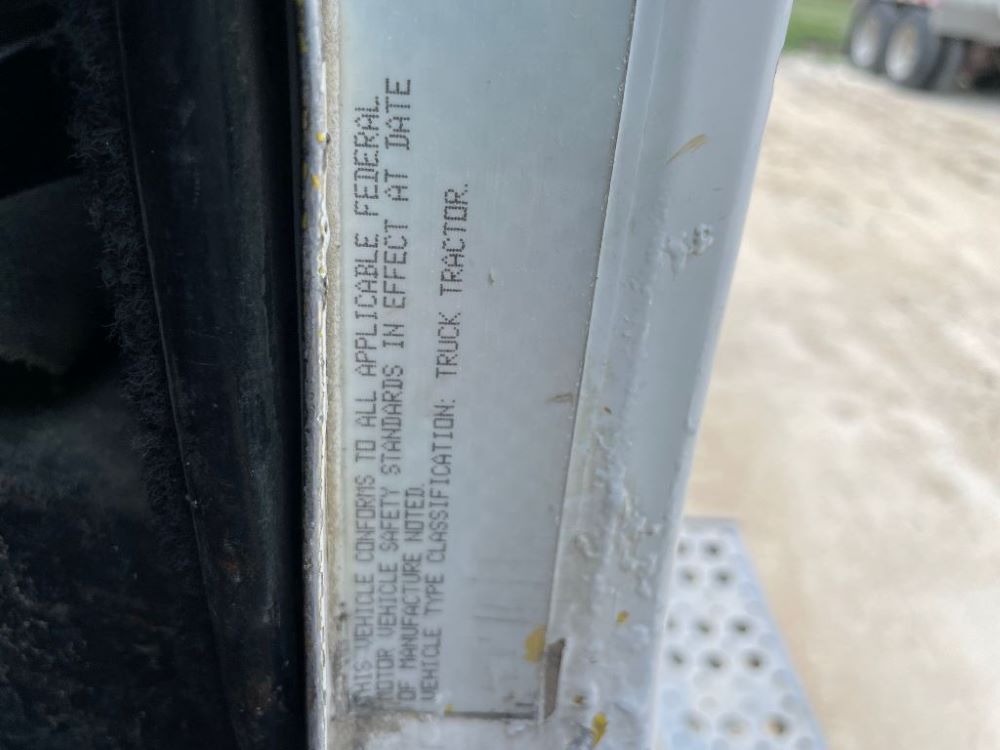 THIS VEHICLE CONFORMS TO ALL APPLICABLE FEDERAL
MOTOR VEHICLE SAFETY STANDARDS IN EFFECT AT DATE
OF MANUFACTURE NOTED.
VEHICLE TYPE CLASSIFICATION: TRUCK TRACTOR.